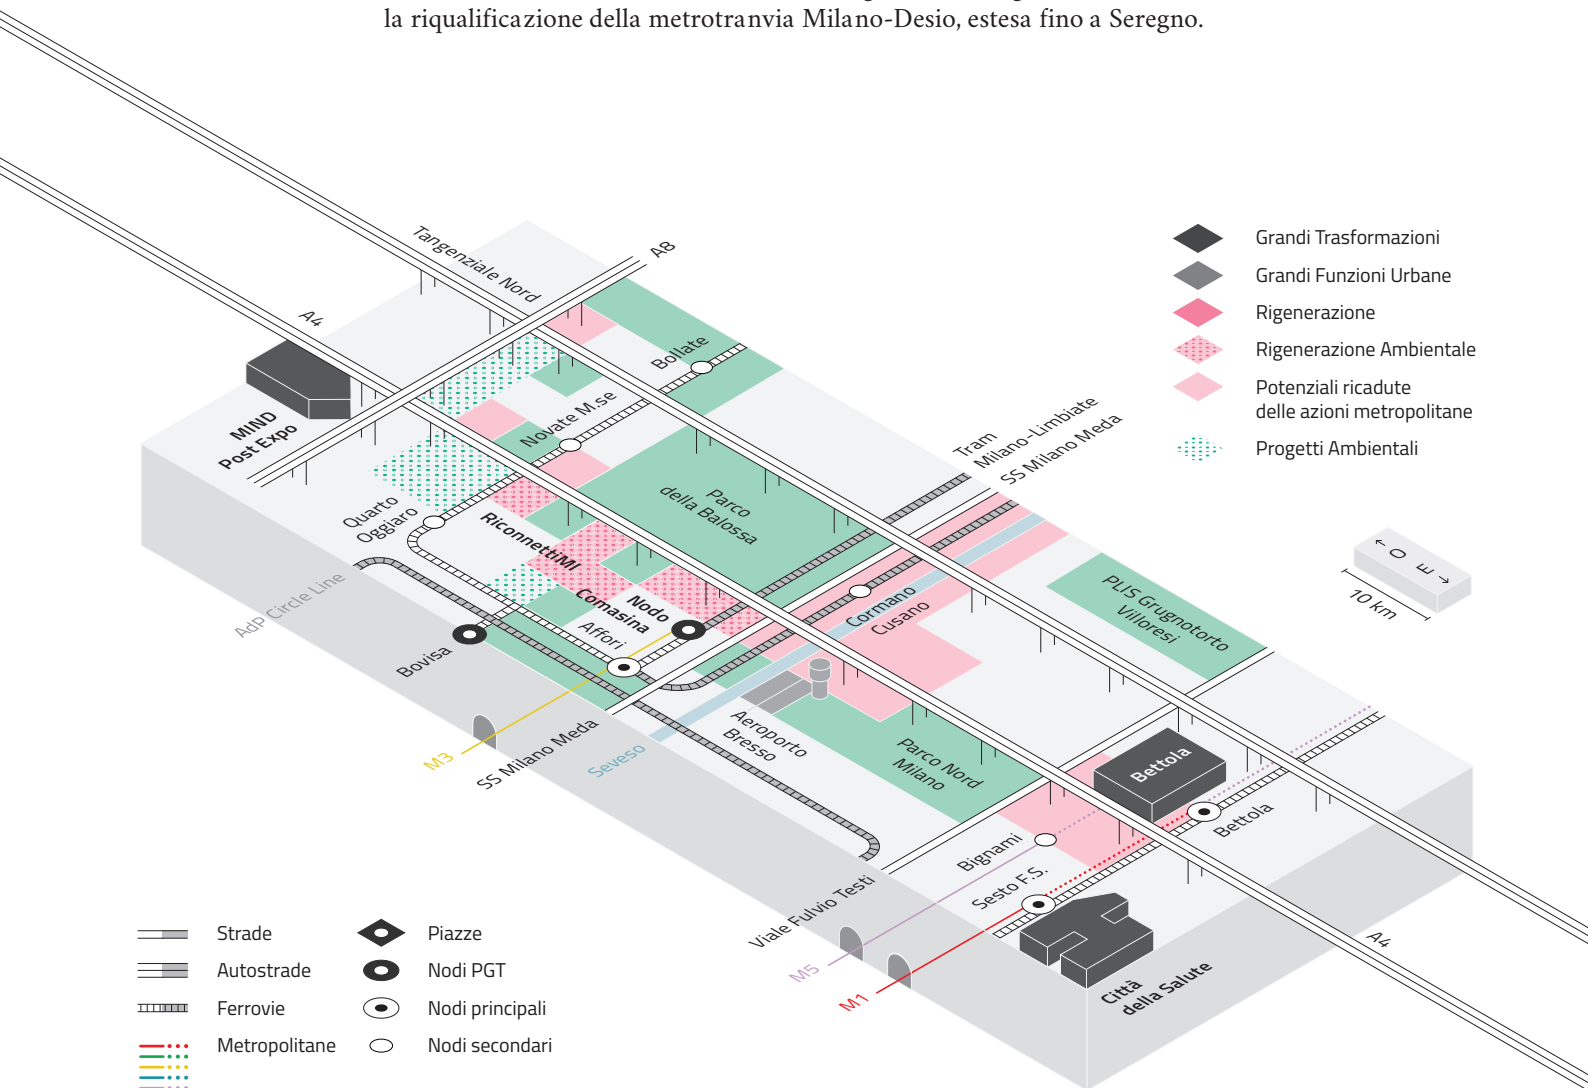 la riqualificazione della metrotranvia Milano-Desio, estesa fino a Seregno.
Tangenziale Nord
A8
A4
Bollate
MIND
Post Expo
Novate M.se
Tram
Milano-Limbiate
SS Milano Meda
Quarto
Oggiaro
RiconnettiMI
Parco
della Balossa
AdP Circle Line
Nodo
Comasina
Affori
Bovisa
Cormano
Cusano
PLIS Grugnotorto
Villoresi
M3
SS Milano Meda
Seveso
Aeroporto
Bresso
Parco Nord
Milano
Bettola
Bettola
Bignami
Sesto F.S.
Viale Fulvio Testi
M5
M1
Città
della Salute
A4
Grandi Trasformazioni
Grandi Funzioni Urbane
Rigenerazione
Rigenerazione Ambientale
Potenziali ricadute
delle azioni metropolitane
Progetti Ambientali
← O E →
10 km
Strade
Autostrade
Ferrovie
Metropolitane
Piazze
Nodi PGT
Nodi principali
Nodi secondari